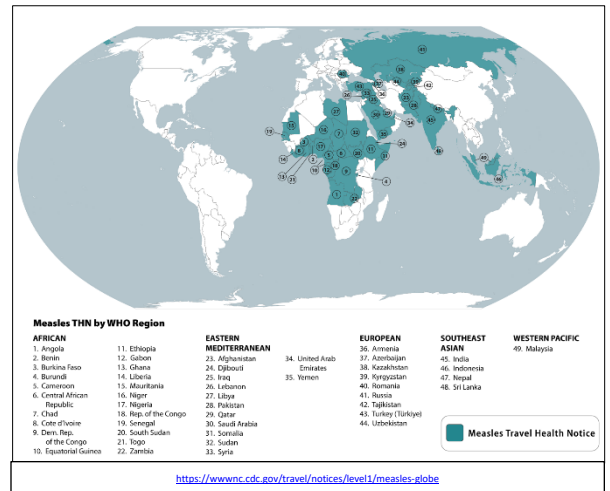 Measles THN by WHO Region
AFRICAN
1. Angola
2. Benin
3. Burkina Faso
4. Burundi
5. Cameroon
6. Central African
Republic
7. Chad
8. Cote d'Ivoire
9. Dem. Rep.
of the Congo
10. Equatorial Guinea
11. Ethiopia
12. Gabon
13. Ghana
14. Liberia
15. Mauritania
16. Niger
17. Nigeria
18. Rep. of the Congo
19. Senegal
20. South Sudan
21. Togo
22. Zambia
EASTERN
MEDITERRANEAN
23. Afghanistan
24. Djibouti
25. Iraq
26. Lebanon
27. Libya
28. Pakistan
29. Qatar
30. Saudi Arabia
31. Somalia
32. Sudan
33. Syria
34. United Arab
Emirates
35. Yemen
EUROPEAN
36. Armenia
37. Azerbaijan
38. Kazakhstan
39. Kyrgyzstan
40. Romania
41. Russia
42. Tajikistan
43. Turkey (Türkiye)
44. Uzbekistan
SOUTHEAST
ASIAN
45. India
46. Indonesia
47. Nepal
48. Sri Lanka
WESTERN PACIFIC
49. Malaysia
Measles Travel Health Notice
https://wwwnc.cdc.gov/travel/notices/level1/measles-globe